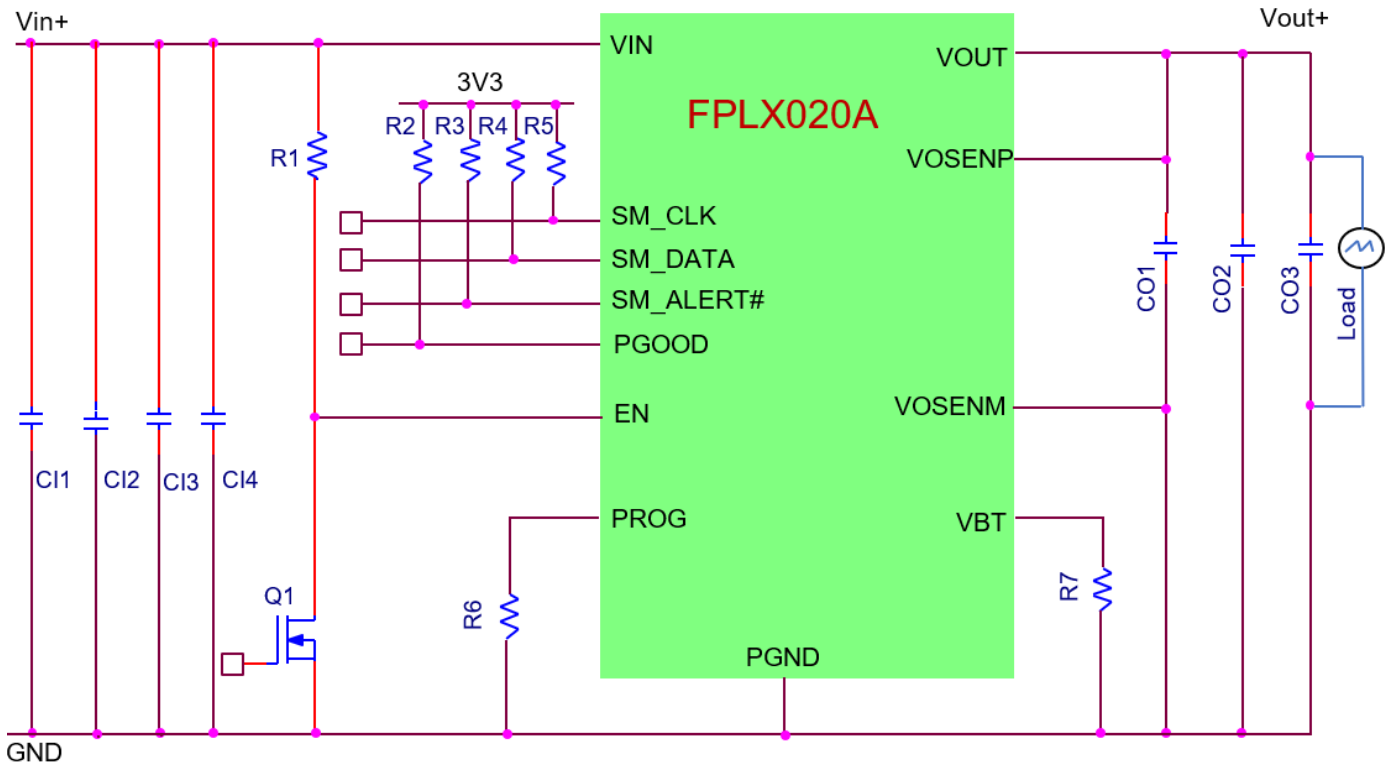 Vin+
Vout+
VIN
VOUT
3V3
FPLX020A
R2
R3
R4
R5
R1
VOSENP
SM_CLK
SM_DATA
SM_ALERT#
PGOOD
CO1
CO2
CO3
Load
EN
VOSENM
CI1
CI2
CI3
CI4
PROG
VBT
Q1
R6
R7
PGND
GND